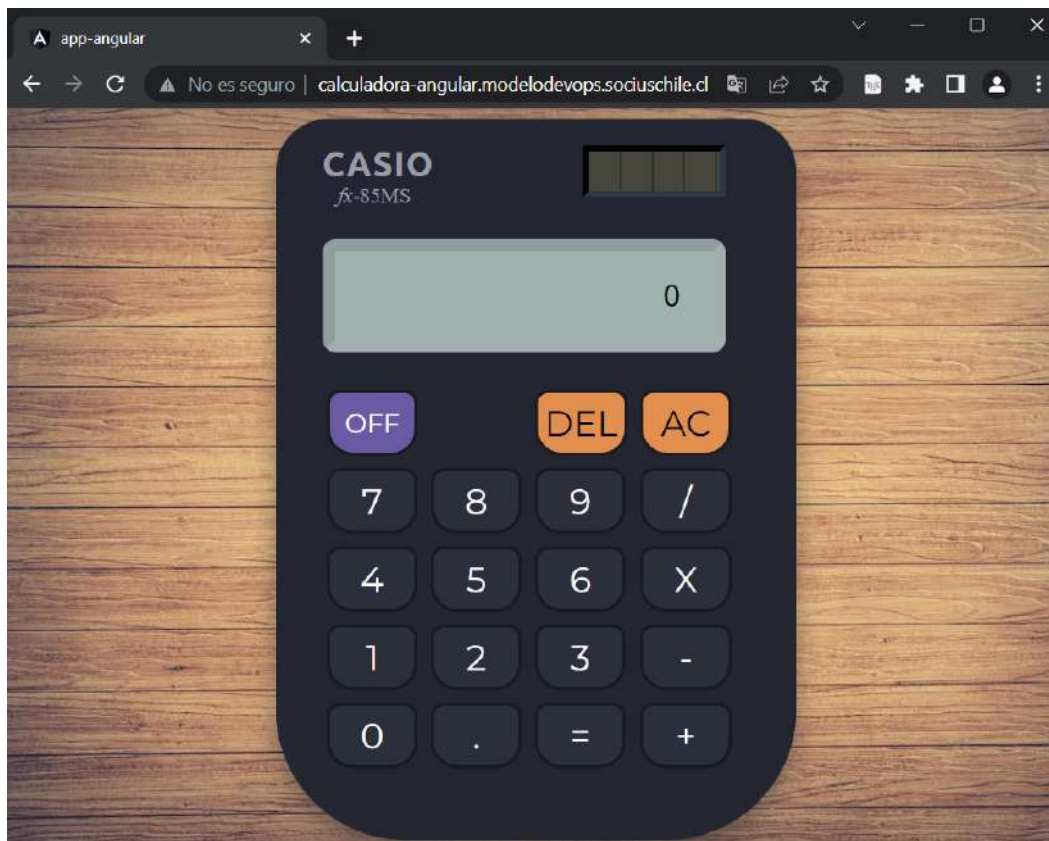 app-angular
No es seguro | calculadora-angular.modelodevops.sociuschile.cl
CASIO
fx-85MS
0
OFF DEL AC
7 8 9 /
4 5 6 X
1 2 3 -
0 . = +